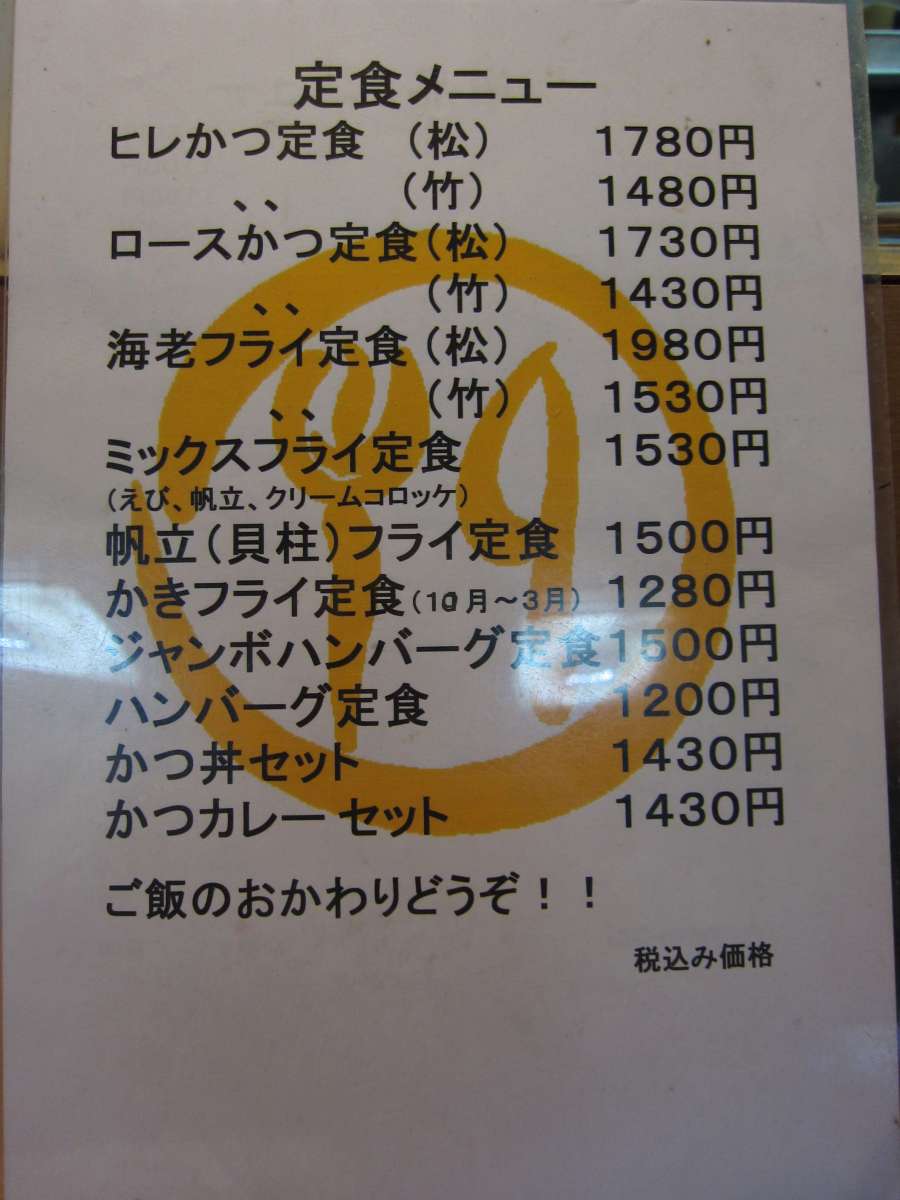 定食メニュー
ヒレかつ定食 （松） １７８０円
、、 （竹） １４８０円
ロースかつ定食（松） １７３０円
、、 （竹） １４３０円
海老フライ定食（松） １９８０円
、、 （竹） １５３０円
ミックスフライ定食 １５３０円
（えび、帆立、クリームコロッケ）
帆立（貝柱）フライ定食 １５００円
かきフライ定食（１０月～３月） １２８０円
ジャンボハンバーグ定食 １５００円
ハンバーグ定食 １２００円
かつ丼セット １４３０円
かつカレーセット １４３０円
ご飯のおかわりどうぞ！！
税込み価格